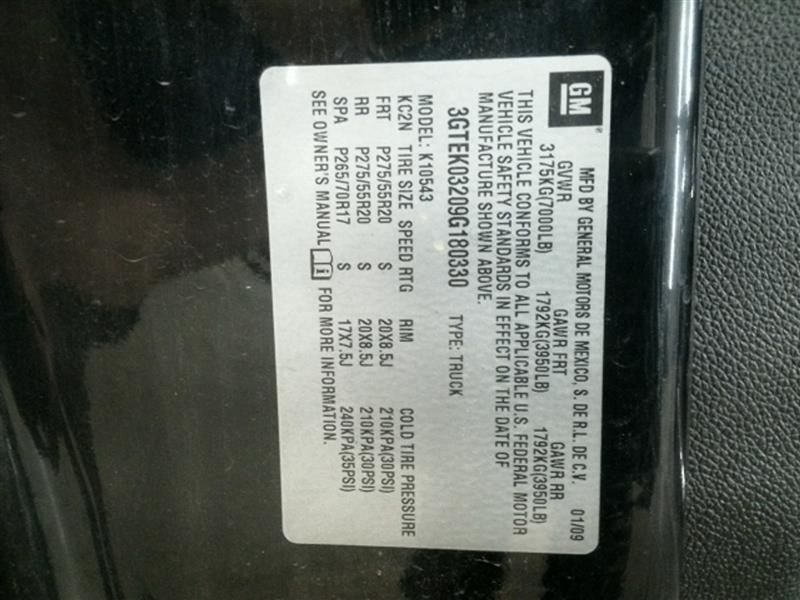 GM®
MFD BY GENERAL MOTORS DE MEXICO, S. DE R.L. DE C.V. 01/09
GVWR GAWR FRT GAWR RR
3175KG(7000LB) 1792KG(3950LB) 1792KG(3950LB)
THIS VEHICLE CONFORMS TO ALL APPLICABLE U.S. FEDERAL MOTOR
VEHICLE SAFETY STANDARDS IN EFFECT ON THE DATE OF
MANUFACTURE SHOWN ABOVE.
3GTEK03209G180330 TYPE: TRUCK
MODEL: K10543
KC2N TIRE SIZE SPEED RTG RIM COLD TIRE PRESSURE
FRT P275/55R20 S 20X8.5J 210KPA(30PSI)
RR P275/55R20 S 20X8.5J 210KPA(30PSI)
SPA P265/70R17 S 17X7.5J 240KPA(35PSI)
SEE OWNER'S MANUAL i FOR MORE INFORMATION.